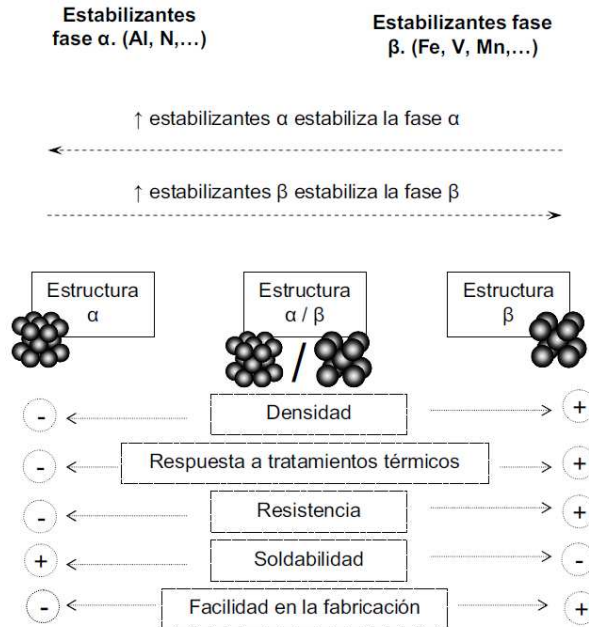 Estabilizantes
fase α. (Al, N,…)
Estabilizantes fase
β. (Fe, V, Mn,…)
↑ estabilizantes α estabiliza la fase α
↑ estabilizantes β estabiliza la fase β
Estructura
α
Estructura
α / β
Estructura
β
/
- Densidad +
- Respuesta a tratamientos térmicos +
- Resistencia +
+ Soldabilidad -
- Facilidad en la fabricación +